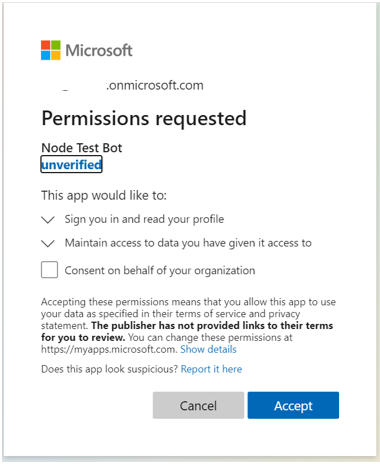 Microsoft
.onmicrosoft.com
Permissions requested
Node Test Bot
unverified
This app would like to:
Sign you in and read your profile
Maintain access to data you have given it access to
Consent on behalf of your organization
Accepting these permissions means that you allow this app to use
your data as specified in their terms of service and privacy
statement. The publisher has not provided links to their terms
for you to review. You can change these permissions at
https://myapps.microsoft.com. Show details
Does this app look suspicious? Report it here
Cancel Accept